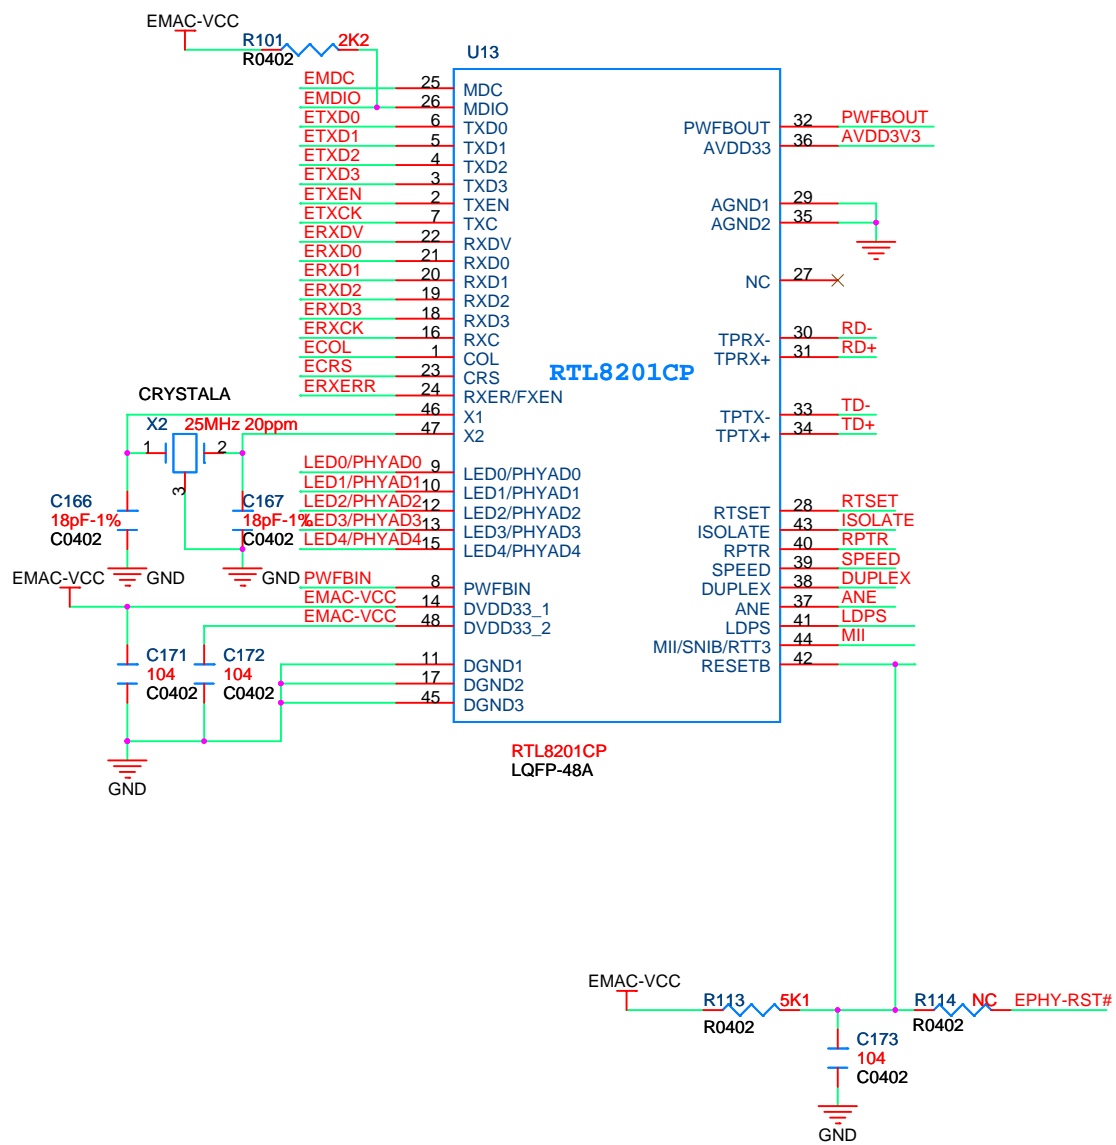 EMAC-VCC
R101 2K2
R0402
U13
EMDC 25 MDC
EMDIO 26 MDIO
ETXD0 6 TXD0 PWFBOUT 32 PWFBOUT
ETXD1 5 TXD1 AVDD33 36 AVDD3V3
ETXD2 4 TXD2
ETXD3 3 TXD3
ETXEN 2 TXEN AGND1 29
ETXCK 7 TXC AGND2 35
ERXDV 22 RXDV
ERXD0 21 RXD0
ERXD1 20 RXD1 NC 27
ERXD2 19 RXD2
ERXD3 18 RXD3
ERXCK 16 RXC TPRX- 30 RD-
ECOL 1 COL TPRX+ 31 RD+
ECRS 23 CRS
RTL8201CP
ERXERR 24 RXER/FXEN
CRYSTALA
46 X1 TPTX- 33 TD-
X2 25MHz 20ppm
47 X2 TPTX+ 34 TD+
1 2
3
LED0/PHYAD0 9 LED0/PHYAD0
LED1/PHYAD1 10 LED1/PHYAD1
LED2/PHYAD2 12 LED2/PHYAD2 RTSET 28 RTSET
LED3/PHYAD3 13 LED3/PHYAD3 ISOLATE 43 ISOLATE
LED4/PHYAD4 15 LED4/PHYAD4 RPTR 40 RPTR
C166 C167
18pF-1% 18pF-1%
C0402 C0402
GND GND
SPEED 39 SPEED
EMAC-VCC
PWFBIN 8 PWFBIN DUPLEX 38 DUPLEX
EMAC-VCC 14 DVDD33_1 ANE 37 ANE
EMAC-VCC 48 DVDD33_2 LDPS 41 LDPS
MII/SNIB/RTT3 44 MII
C171 C172
104 104
C0402 C0402
11 DGND1 RESETB 42
17 DGND2
45 DGND3
GND
RTL8201CP
LQFP-48A
EMAC-VCC
R113 5K1 R114 NC EPHY-RST#
R0402 R0402
C173
104
C0402
GND